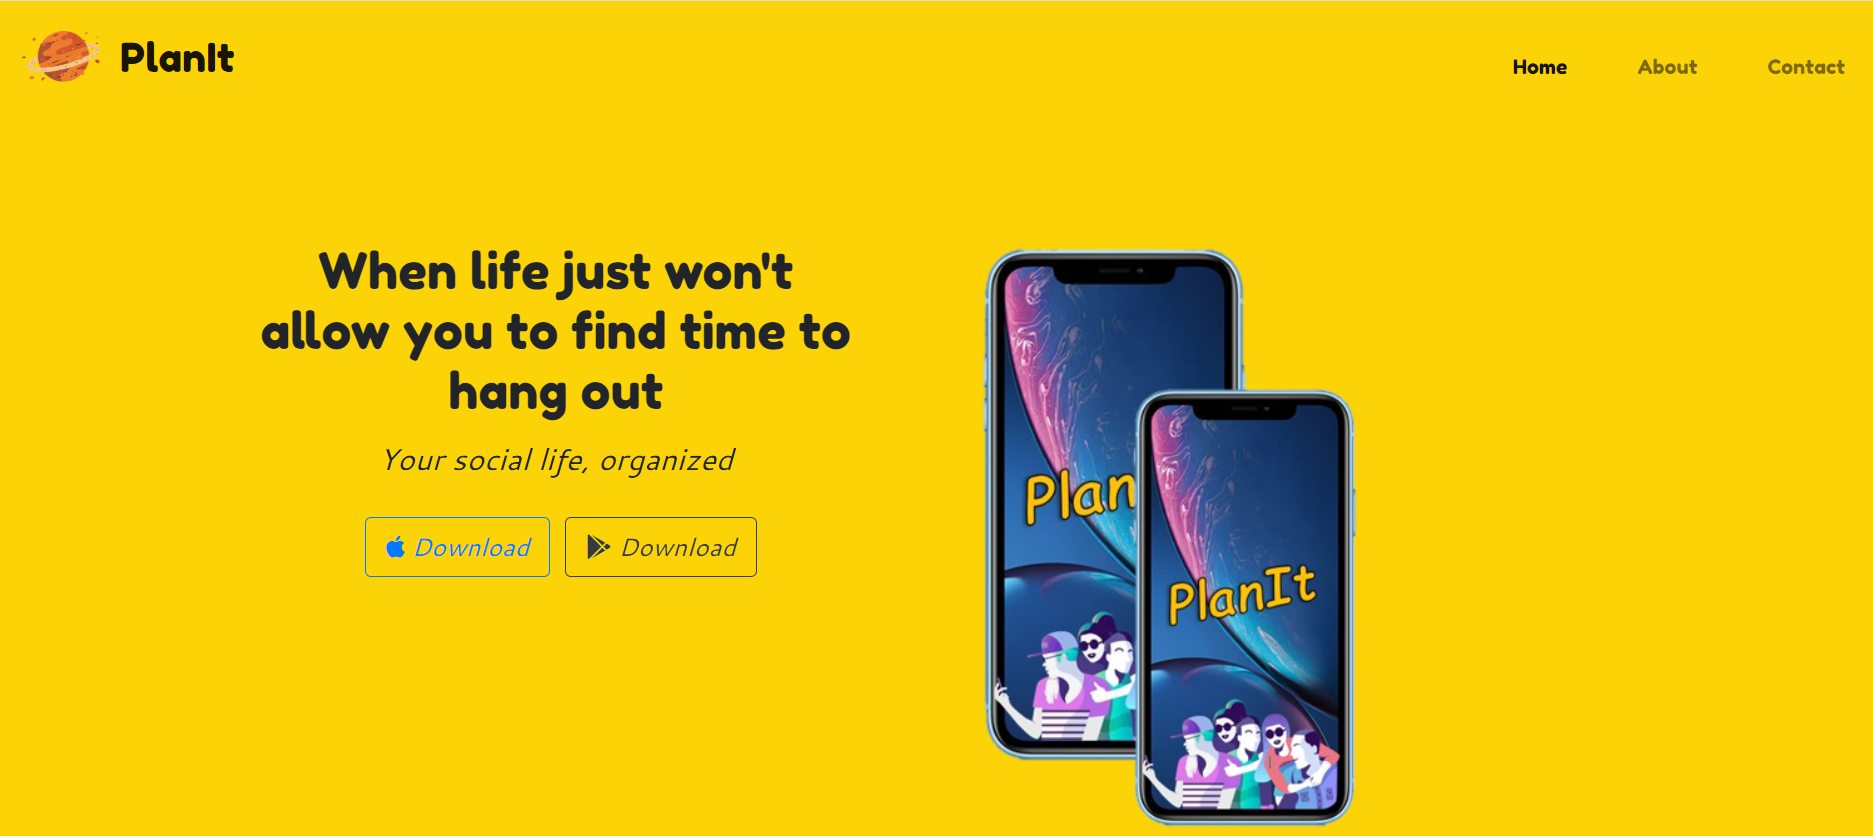 PlanIt
Home
About
Contact
When life just won't
allow you to find time to
hang out
Your social life, organized
Download
Download
Plan
PlanIt